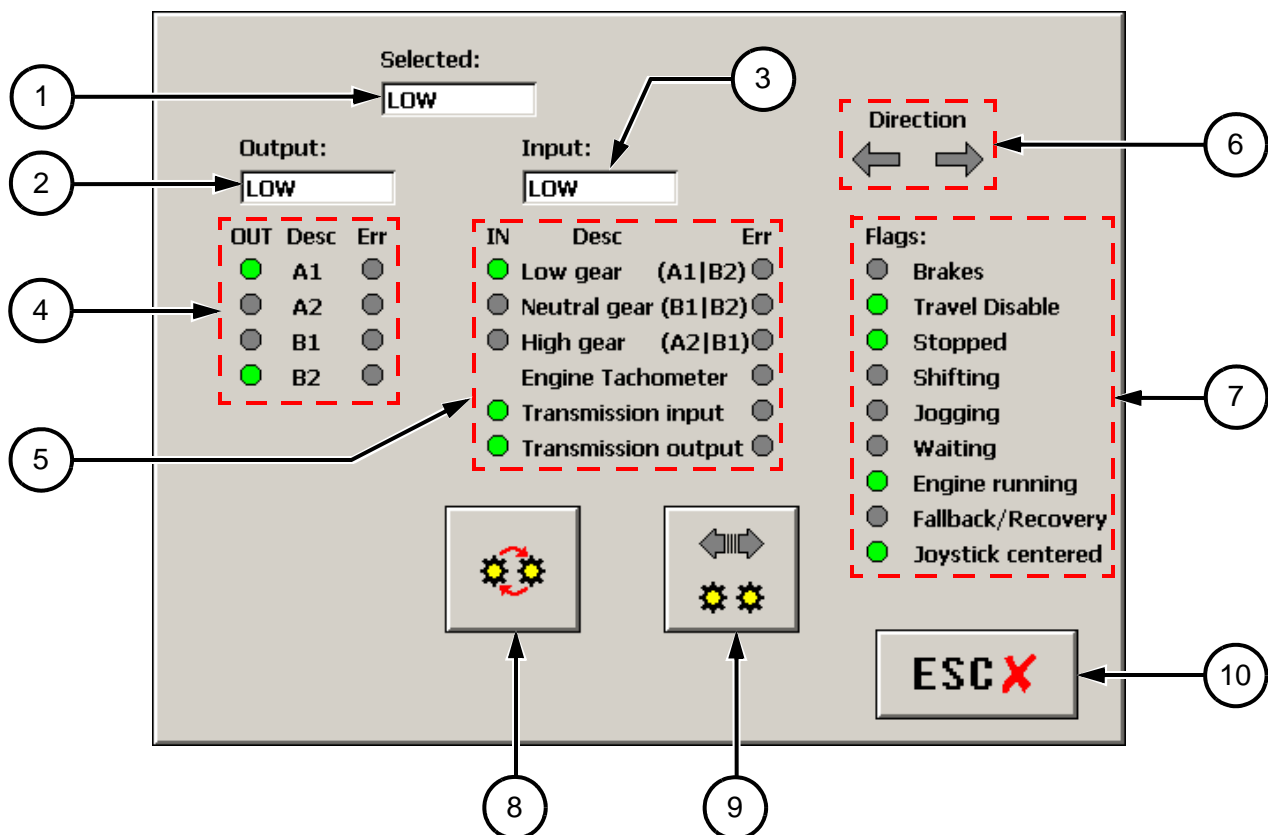 Selected:
1
LOW
3
Direction
6
Output:
Input:
2
LOW
LOW
OUT Desc Err
IN Desc Err
Flags:
A1
Low gear (A1|B2)
Brakes
4
A2
Neutral gear (B1|B2)
Travel Disable
B1
High gear (A2|B1)
Stopped
B2
Engine Tachometer
Shifting
7
Transmission input
Jogging
5
Transmission output
Waiting
Engine running
Fallback/Recovery
Joystick centered
ESC
10
8
9